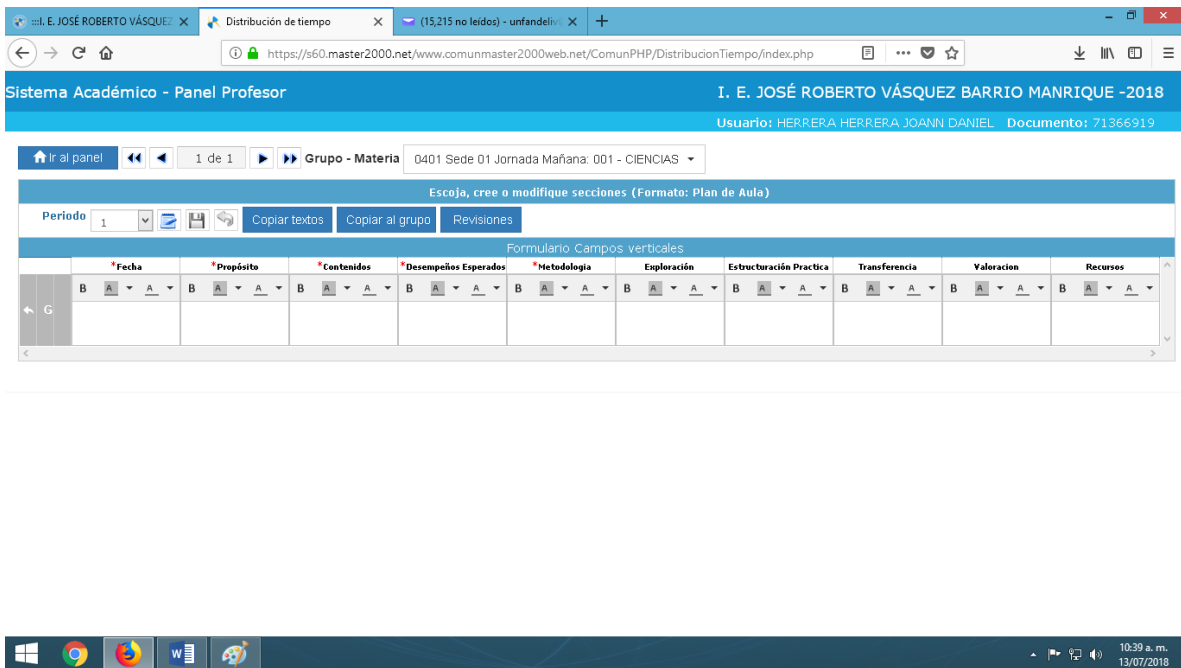 :::I. E. JOSÉ ROBERTO VÁSQUEZ
Distribución de tiempo
(15,215 no leídos) - unfandeliv
https://s60.master2000.net/www.comunmaster2000web.net/ComunPHP/DistribucionTiempo/index.php
Sistema Académico - Panel Profesor
I. E. JOSÉ ROBERTO VÁSQUEZ BARRIO MANRIQUE -2018
Usuario: HERRERA HERRERA JOANN DANIEL Documento: 71366919
Ir al panel
1 de 1
Grupo - Materia
0401 Sede 01 Jornada Mañana: 001 - CIENCIAS
Escoja, cree o modifique secciones (Formato: Plan de Aula)
Periodo
1
Copiar textos
Copiar al grupo
Revisiones
Formulario Campos verticales
*Fecha *Propósito *Contenidos *Desempeños Esperados *Metodologia Exploración Estructuración Practica Transferencia Valoracion Recursos
B A A B A A B A A B A A B A A B A A B A A B A A B A A B A A
G
10:39 a. m.
13/07/2018